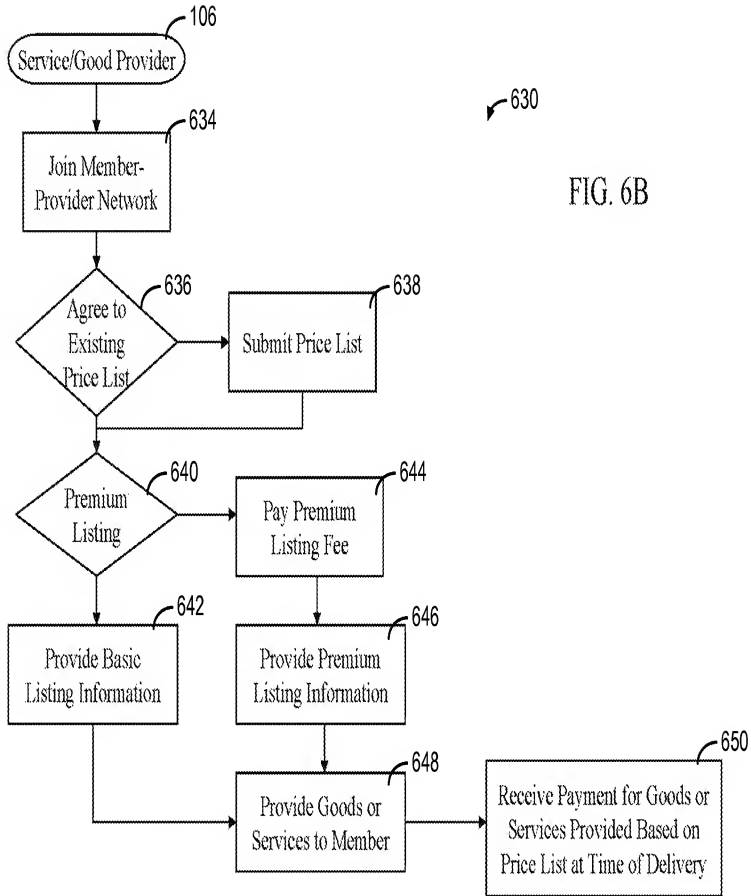 106
Service/Good Provider
630
634
Join Member-
Provider Network
FIG. 6B
636
Agree to
Existing
Price List
638
Submit Price List
640
Premium
Listing
644
Pay Premium
Listing Fee
642
Provide Basic
Listing Information
646
Provide Premium
Listing Information
648
Provide Goods or
Services to Member
650
Receive Payment for Goods or
Services Provided Based on
Price List at Time of Delivery